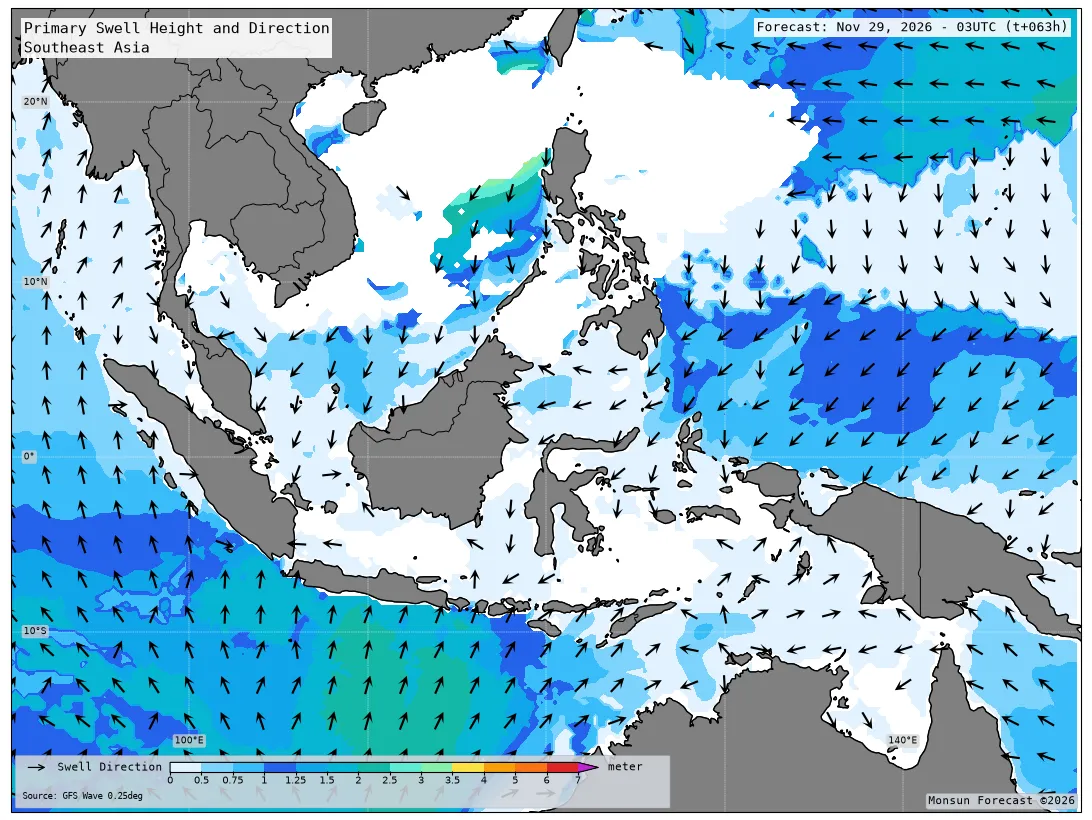 Primary Swell Height and Direction
Southeast Asia
Forecast: Nov 29, 2026 - 03UTC (t+063h)
20°N
10°N
0°
10°S
100°E
140°E
Swell Direction
0 0.5 0.75 1 1.25 1.5 2 2.5 3 3.5 4 5 6 7
meter
Source: GFS Wave 0.25deg
Monsun Forecast ©2026